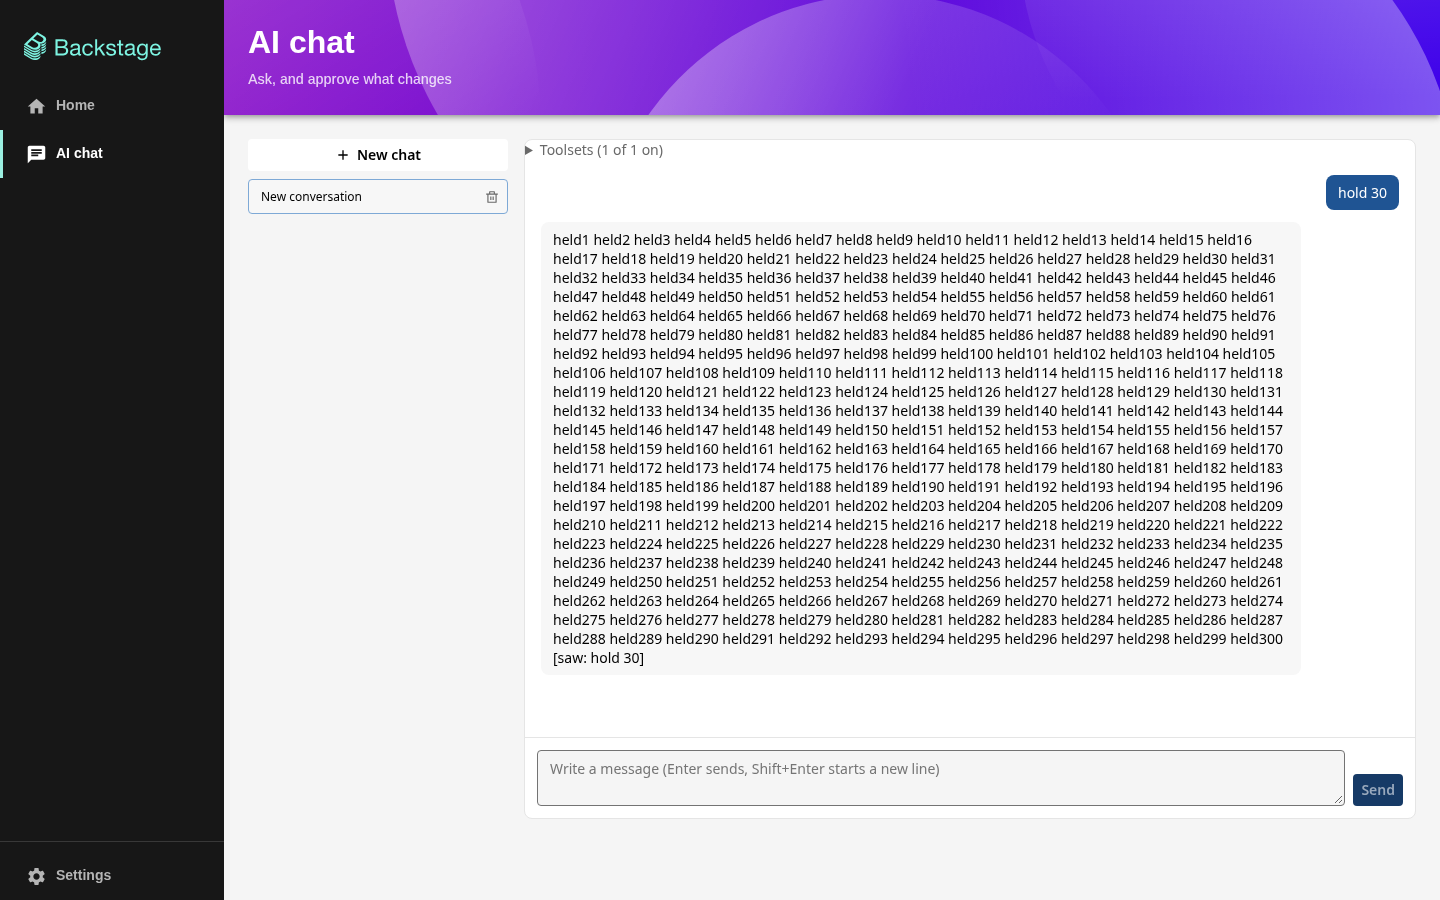 Backstage
Home
AI chat
Settings
AI chat
Ask, and approve what changes
New chat
New conversation
Toolsets (1 of 1 on)
hold 30
held1 held2 held3 held4 held5 held6 held7 held8 held9 held10 held11 held12 held13 held14 held15 held16
held17 held18 held19 held20 held21 held22 held23 held24 held25 held26 held27 held28 held29 held30 held31
held32 held33 held34 held35 held36 held37 held38 held39 held40 held41 held42 held43 held44 held45 held46
held47 held48 held49 held50 held51 held52 held53 held54 held55 held56 held57 held58 held59 held60 held61
held62 held63 held64 held65 held66 held67 held68 held69 held70 held71 held72 held73 held74 held75 held76
held77 held78 held79 held80 held81 held82 held83 held84 held85 held86 held87 held88 held89 held90 held91
held92 held93 held94 held95 held96 held97 held98 held99 held100 held101 held102 held103 held104 held105
held106 held107 held108 held109 held110 held111 held112 held113 held114 held115 held116 held117 held118
held119 held120 held121 held122 held123 held124 held125 held126 held127 held128 held129 held130 held131
held132 held133 held134 held135 held136 held137 held138 held139 held140 held141 held142 held143 held144
held145 held146 held147 held148 held149 held150 held151 held152 held153 held154 held155 held156 held157
held158 held159 held160 held161 held162 held163 held164 held165 held166 held167 held168 held169 held170
held171 held172 held173 held174 held175 held176 held177 held178 held179 held180 held181 held182 held183
held184 held185 held186 held187 held188 held189 held190 held191 held192 held193 held194 held195 held196
held197 held198 held199 held200 held201 held202 held203 held204 held205 held206 held207 held208 held209
held210 held211 held212 held213 held214 held215 held216 held217 held218 held219 held220 held221 held222
held223 held224 held225 held226 held227 held228 held229 held230 held231 held232 held233 held234 held235
held236 held237 held238 held239 held240 held241 held242 held243 held244 held245 held246 held247 held248
held249 held250 held251 held252 held253 held254 held255 held256 held257 held258 held259 held260 held261
held262 held263 held264 held265 held266 held267 held268 held269 held270 held271 held272 held273 held274
held275 held276 held277 held278 held279 held280 held281 held282 held283 held284 held285 held286 held287
held288 held289 held290 held291 held292 held293 held294 held295 held296 held297 held298 held299 held300
[saw: hold 30]
Write a message (Enter sends, Shift+Enter starts a new line)
Send